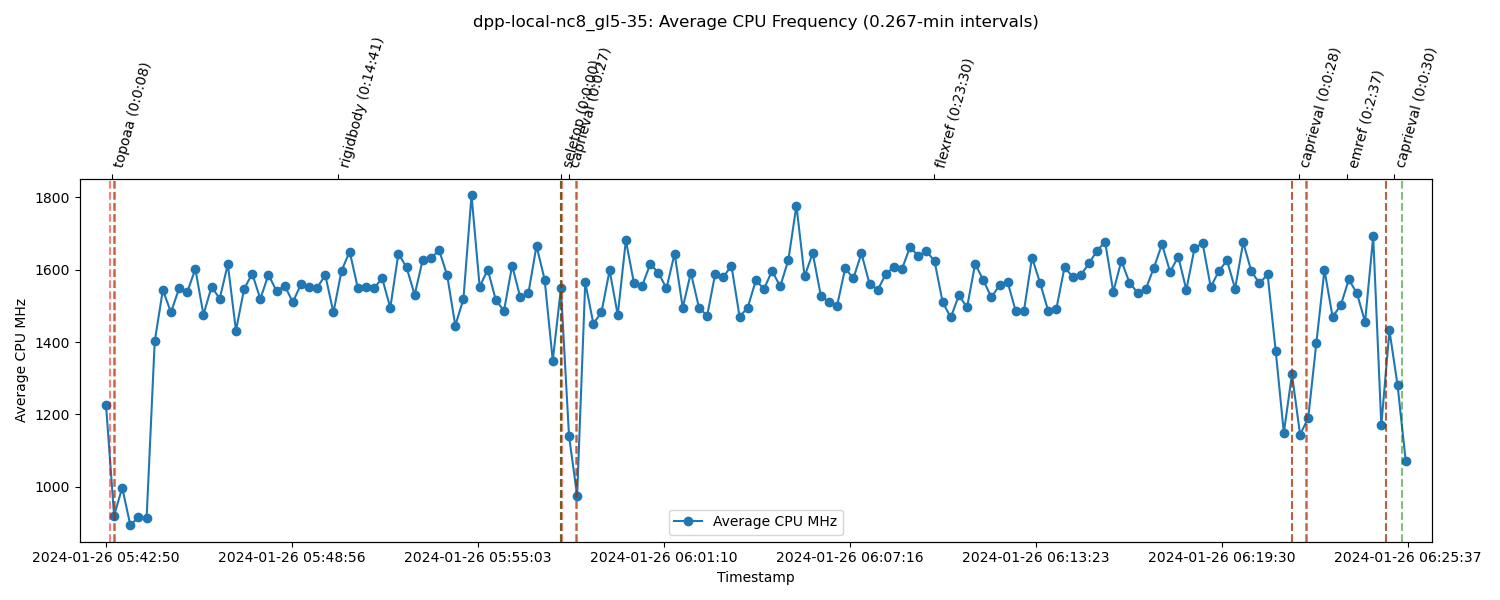 dpp-local-nc8_gl5-35: Average CPU Frequency (0.267-min intervals)
topoaa (0:0:08)
rigidbody (0:14:41)
seletop (0:0:00)
caprieval (0:0:27)
flexref (0:23:30)
caprieval (0:0:28)
emref (0:2:37)
caprieval (0:0:30)
1800
1600
1400
1200
1000
Average CPU MHz
Average CPU MHz
2024-01-26 05:42:50
2024-01-26 05:48:56
2024-01-26 05:55:03
2024-01-26 06:01:10
2024-01-26 06:07:16
2024-01-26 06:13:23
2024-01-26 06:19:30
2024-01-26 06:25:37
Timestamp